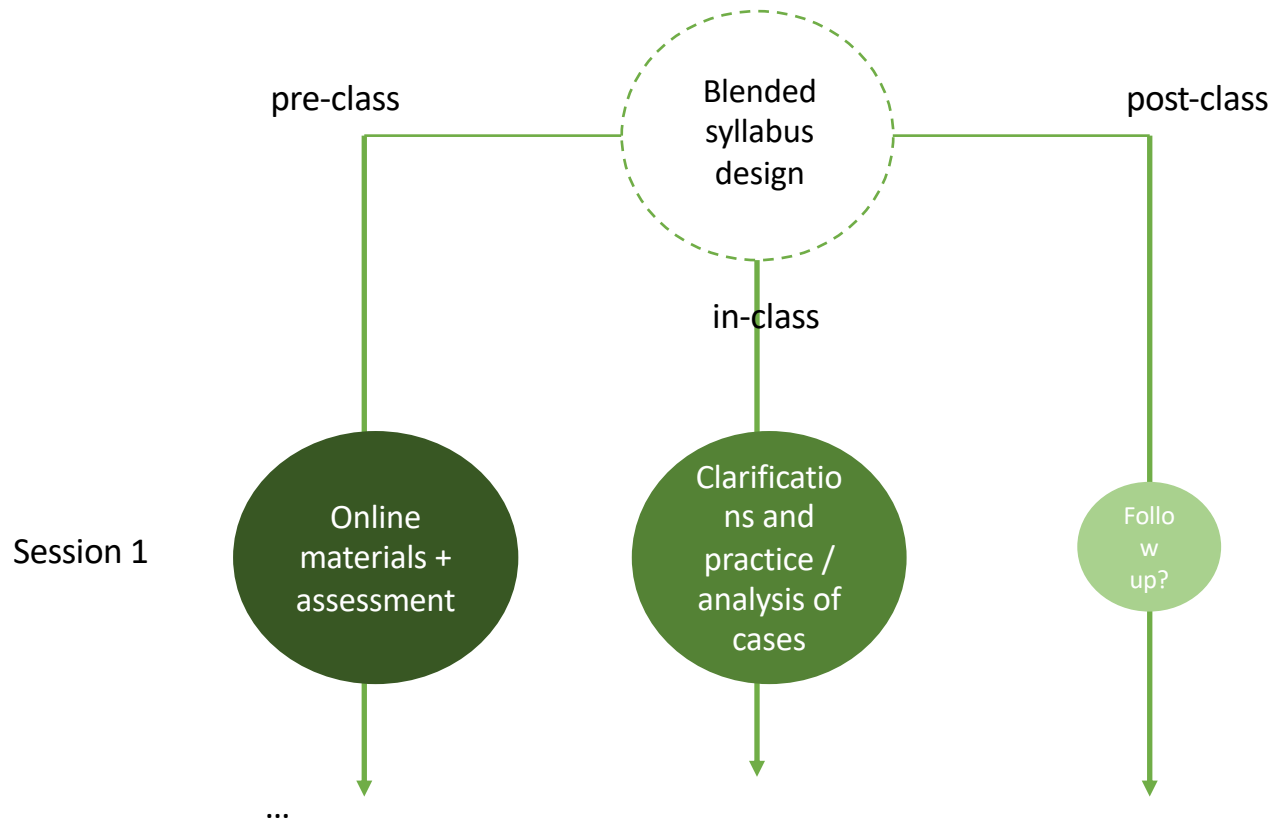 pre-class
Blended
syllabus
design
post-class
in-class
Session 1
Online
materials +
assessment
Clarificatio
ns and
practice /
analysis of
cases
Follo
w
up?
...